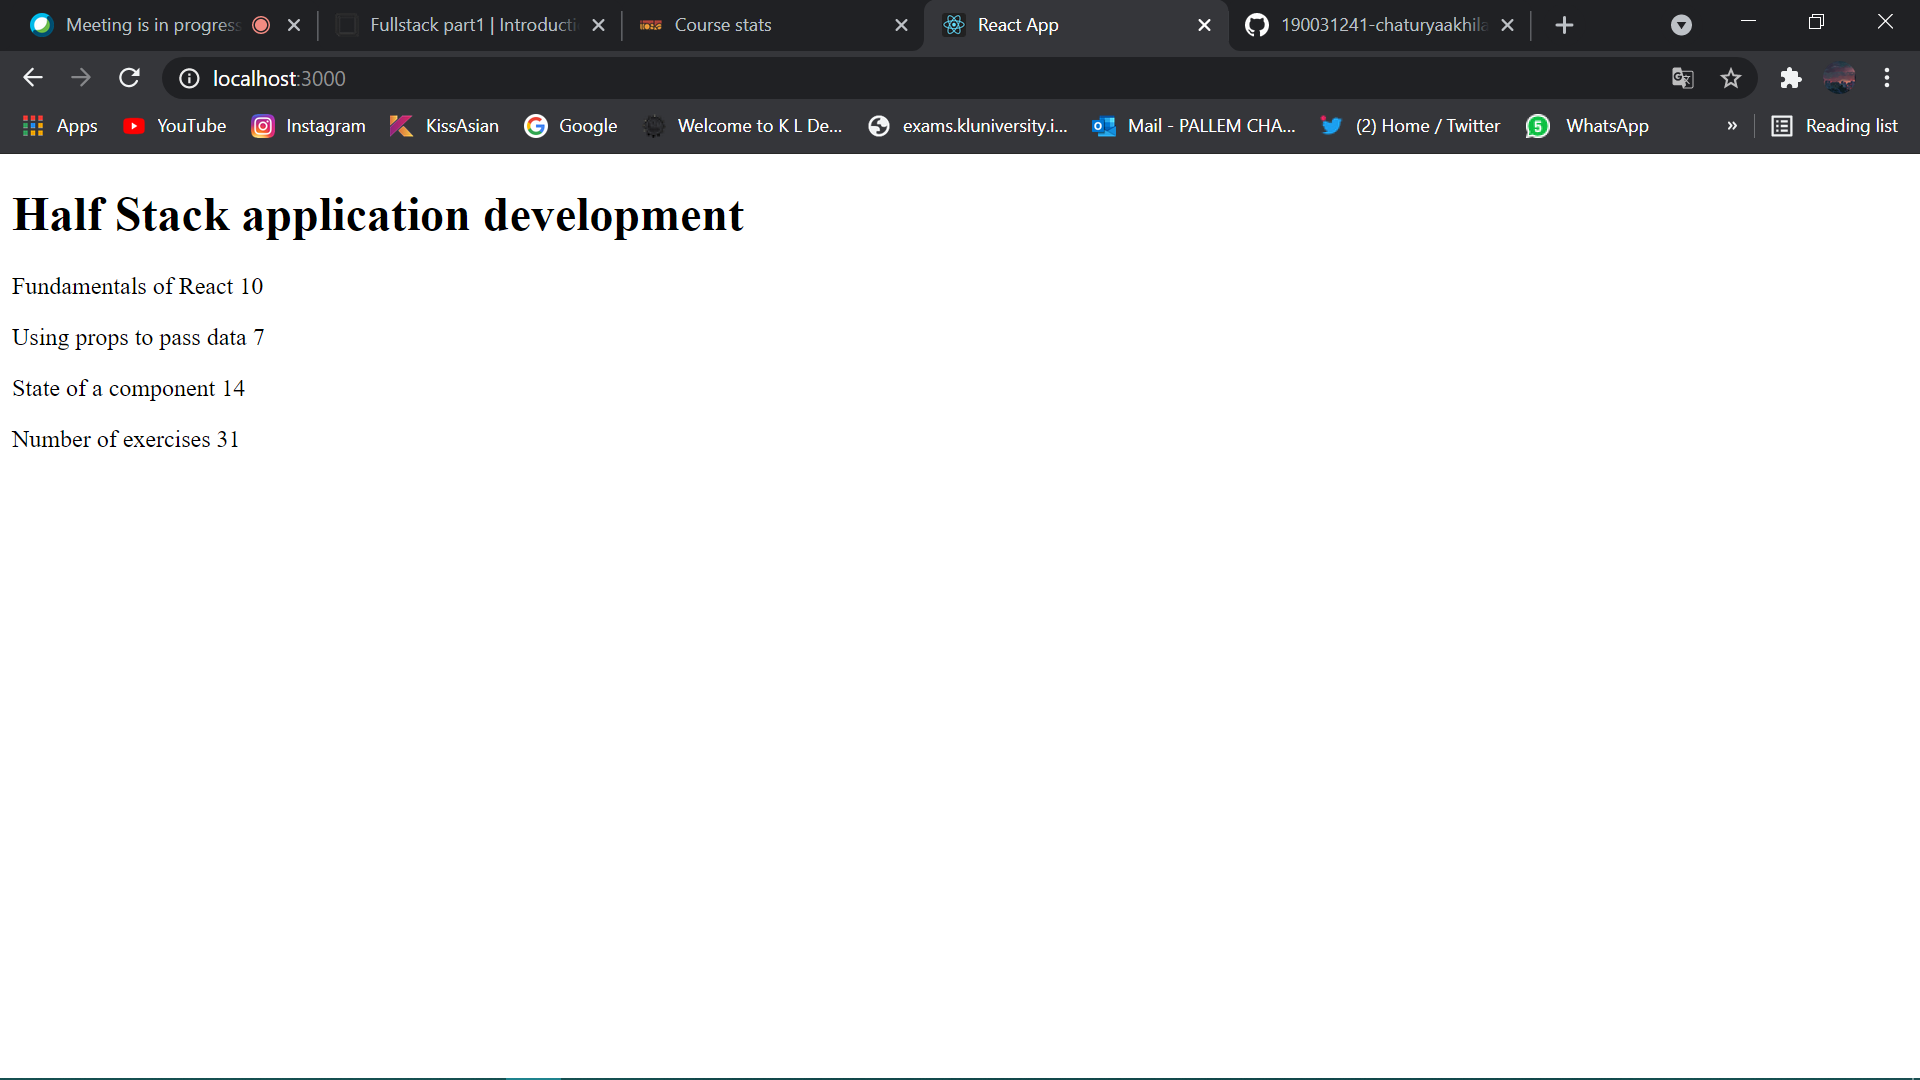 Meeting is in progress
Fullstack part1 | Introducti
Course stats
React App
190031241-chaturyaakhila
localhost:3000
Apps
YouTube
Instagram
KissAsian
Google
Welcome to K L De...
exams.kluniversity.i...
Mail - PALLEM CHA...
(2) Home / Twitter
5
WhatsApp
»
Reading list
Half Stack application development
Fundamentals of React 10
Using props to pass data 7
State of a component 14
Number of exercises 31